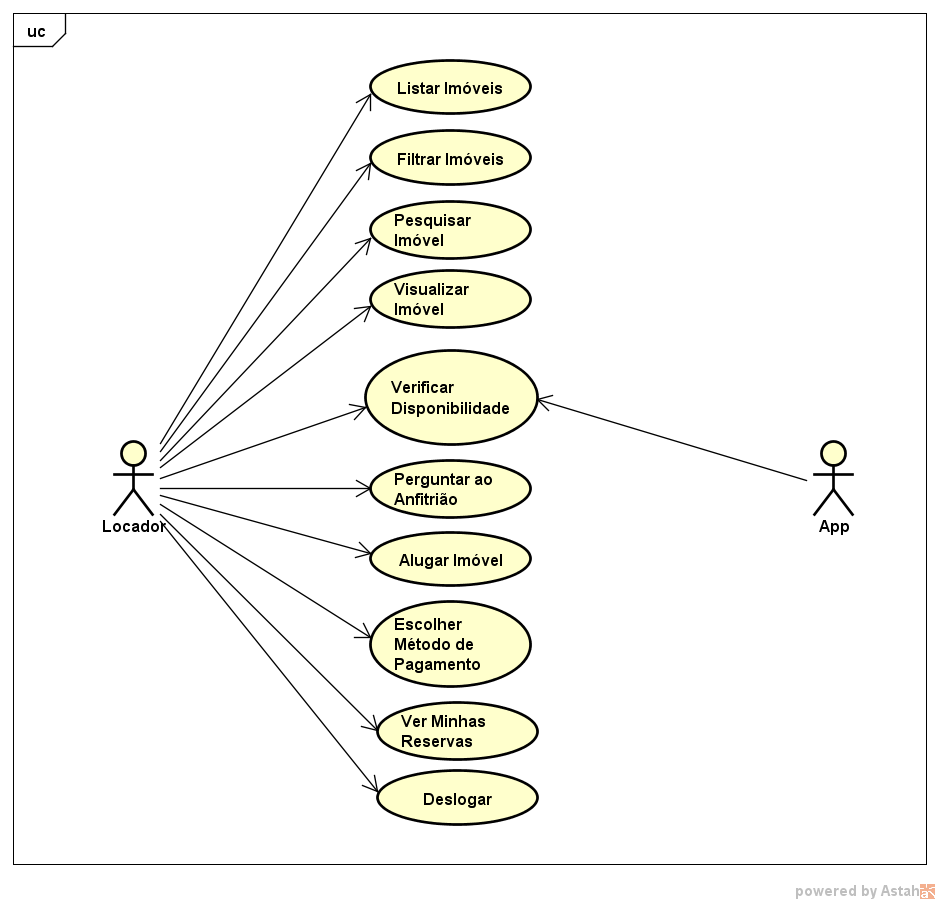 uc
Listar Imóveis
Filtrar Imóveis
Pesquisar
Imóvel
Visualizar
Imóvel
Verificar
Disponibilidade
Perguntar ao
Anfitrião
Locador
App
Alugar Imóvel
Escolher
Método de
Pagamento
Ver Minhas
Reservas
Deslogar
powered by Astah